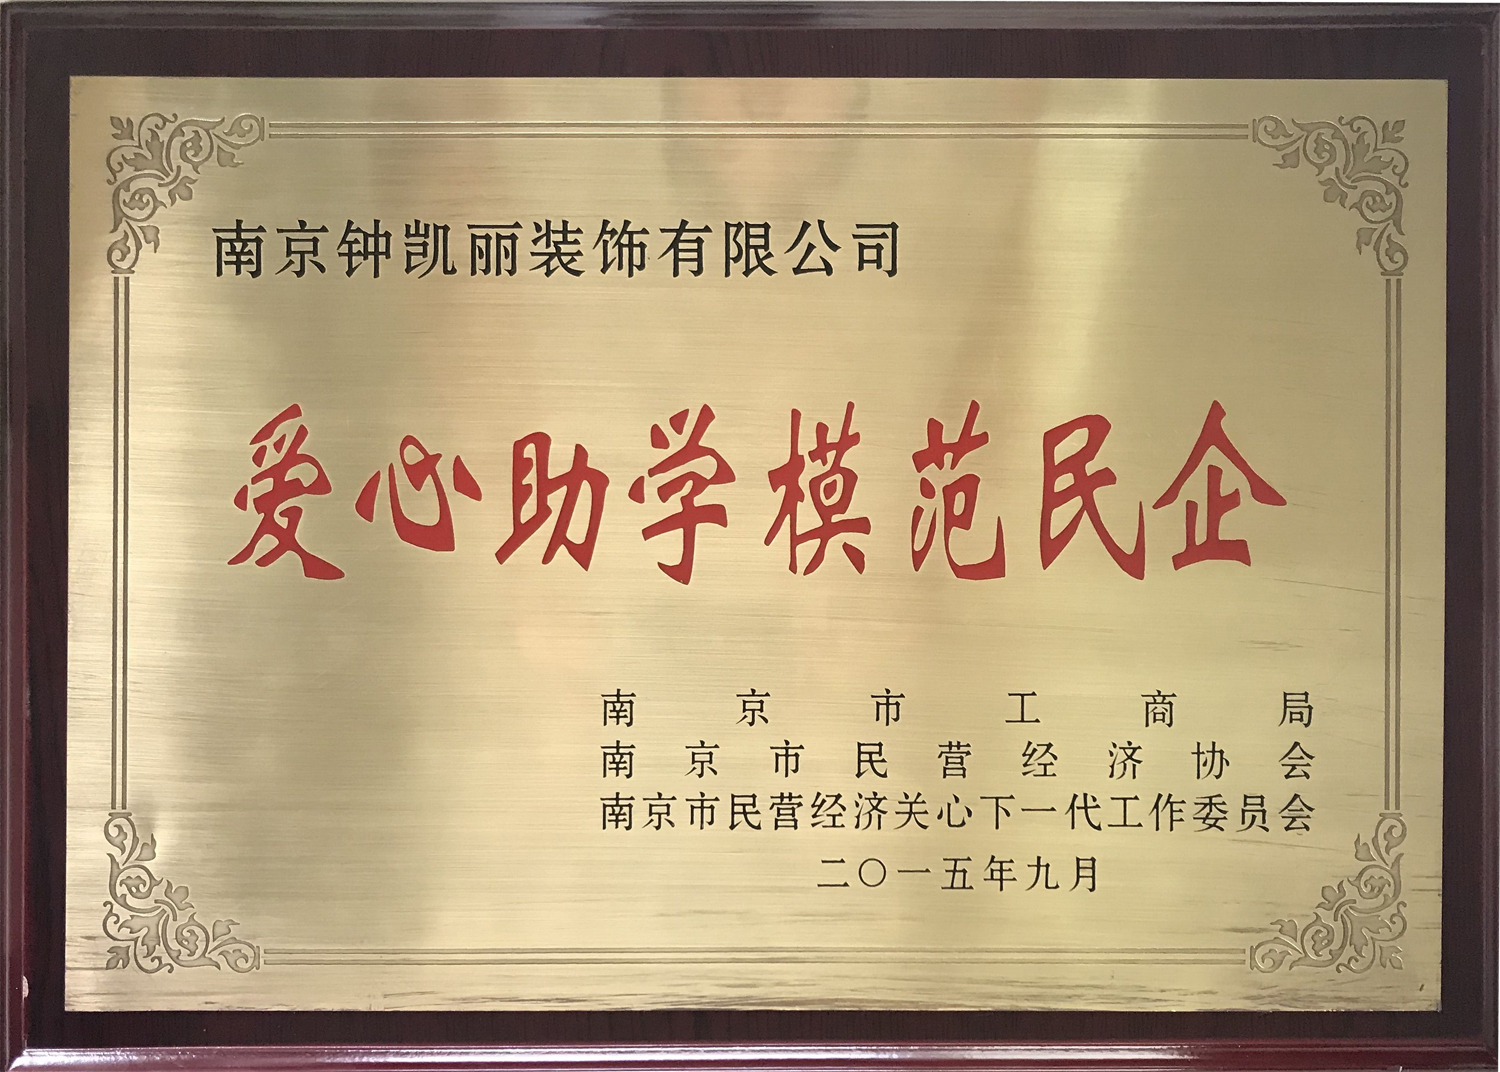 南京钟凯丽装饰有限公司
爱心助学模范民企
南京市工商局
南京市民营经济协会
南京市民营经济关心下一代工作委员会
二〇一五年九月